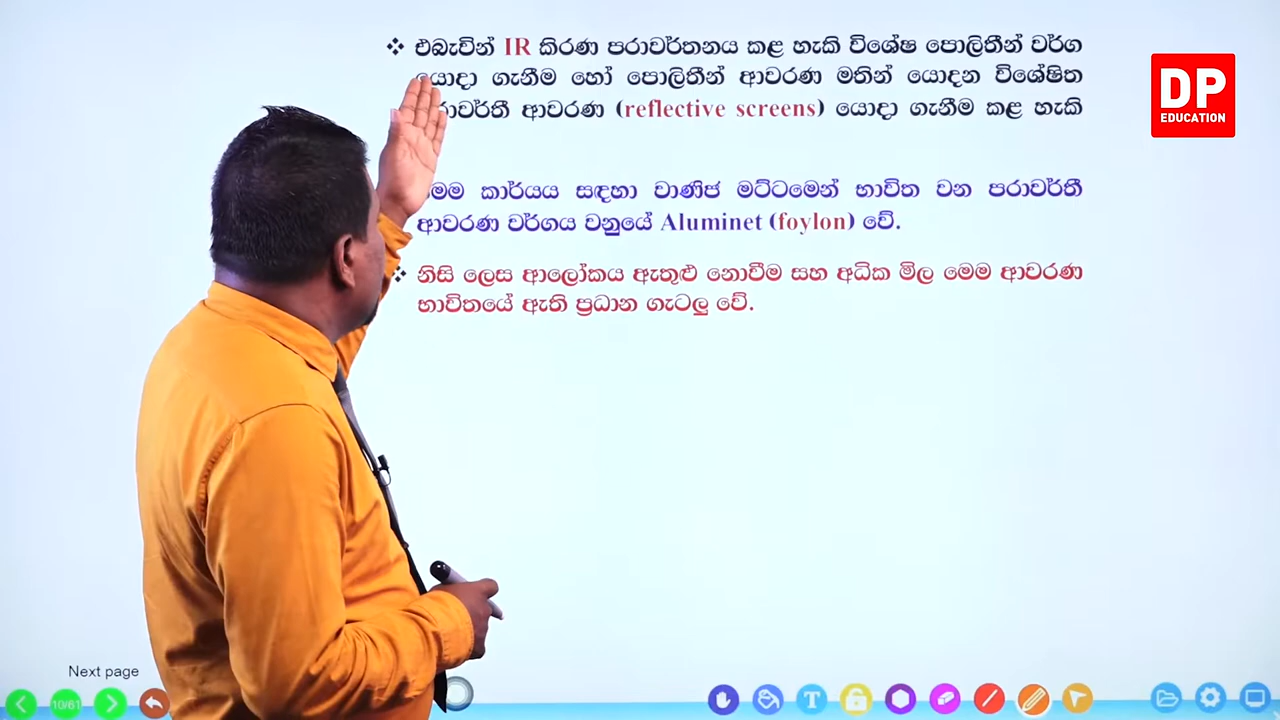 ❖ එබැවින් IR කිරණ පරාවර්තනය කළ හැකි විශේෂ පොලිතීන් වර්ග
යොදා ගැනීම හෝ පොලිතීන් ආවරණ මතින් යොදන විශේෂිත
ආවරණ (reflective screens) යොදා ගැනීම කළ හැකි
කාර්යය සඳහා වාණිජ මට්ටමෙන් භාවිත වන පරාවර්තී
ආවරණ වර්ගය වනුයේ Aluminet (foylon) වේ.
❖ නිසි ලෙස ආලෝකය ඇතුළු නොවීම සහ අධික මිල මෙම ආවරණ
භාවිතයේ ඇති ප්‍රධාන ගැටලු වේ.
DP
EDUCATION
Next page
10/61